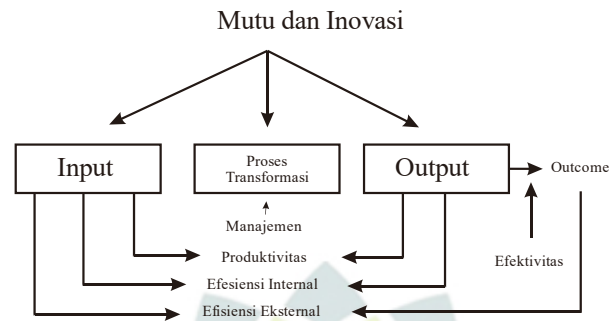 Mutu dan Inovasi
Input
Proses
Transformasi
Output
Outcome
Manajemen
Produktivitas
Efektivitas
Efesiensi Internal
Efisiensi Eksternal